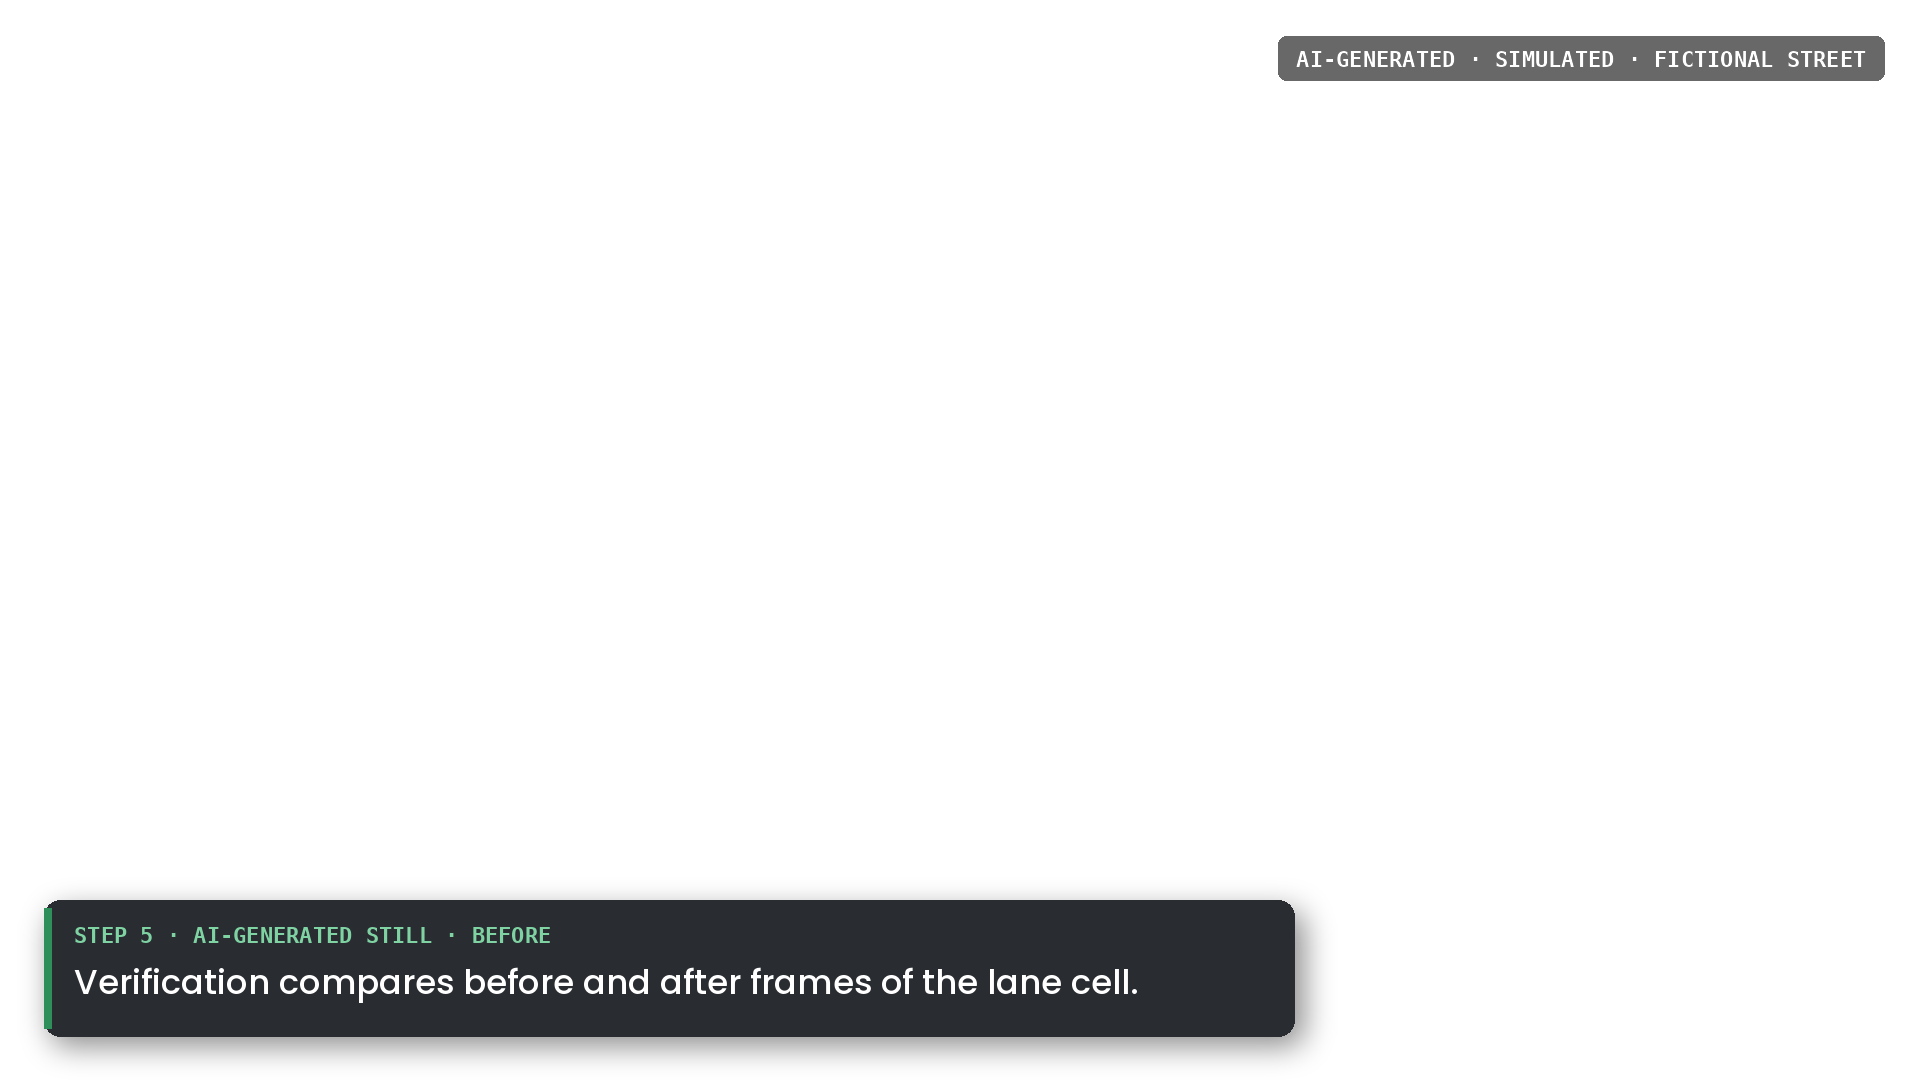 AI-GENERATED · SIMULATED · FICTIONAL STREET
STEP 5 · AI-GENERATED STILL · BEFORE
Verification compares before and after frames of the lane cell.